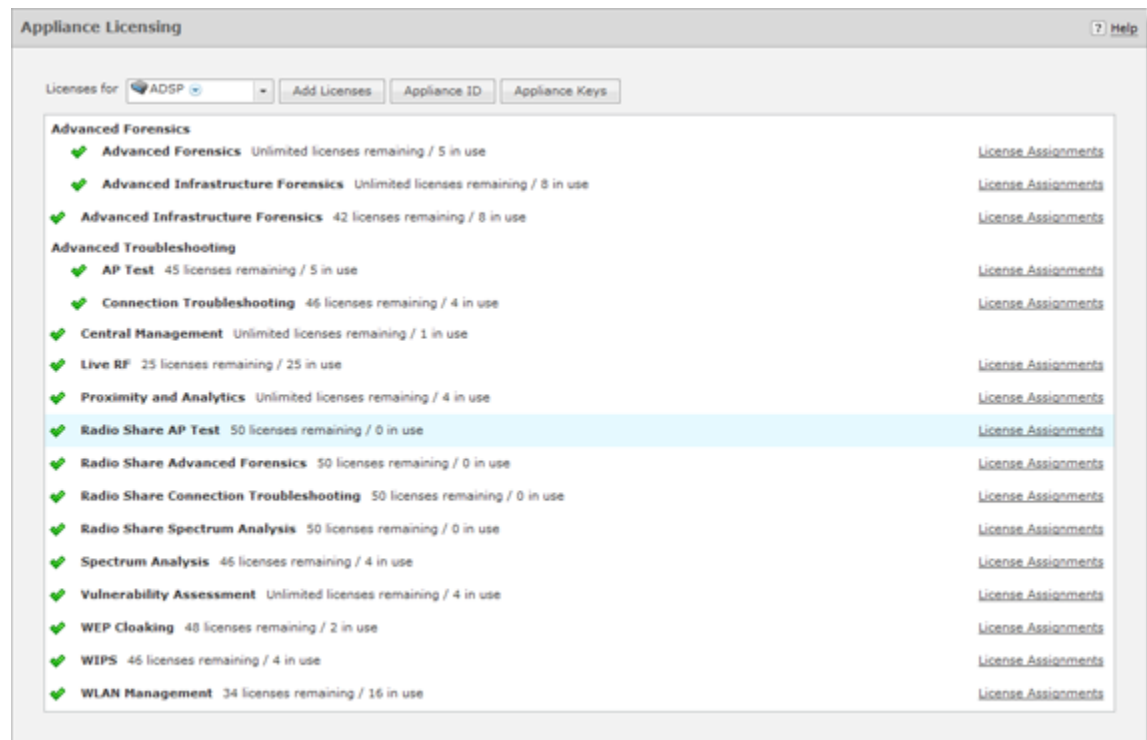 Appliance Licensing
? Help
Licenses for ADSP Add Licenses Appliance ID Appliance Keys
Advanced Forensics
Advanced Forensics Unlimited licenses remaining / 5 in use License Assignments
Advanced Infrastructure Forensics Unlimited licenses remaining / 8 in use License Assignments
Advanced Infrastructure Forensics 42 licenses remaining / 8 in use License Assignments
Advanced Troubleshooting
AP Test 45 licenses remaining / 5 in use License Assignments
Connection Troubleshooting 46 licenses remaining / 4 in use License Assignments
Central Management Unlimited licenses remaining / 1 in use
Live RF 25 licenses remaining / 25 in use License Assignments
Proximity and Analytics Unlimited licenses remaining / 4 in use License Assignments
Radio Share AP Test 50 licenses remaining / 0 in use License Assignments
Radio Share Advanced Forensics 50 licenses remaining / 0 in use License Assignments
Radio Share Connection Troubleshooting 50 licenses remaining / 0 in use License Assignments
Radio Share Spectrum Analysis 50 licenses remaining / 0 in use License Assignments
Spectrum Analysis 46 licenses remaining / 4 in use License Assignments
Vulnerability Assessment Unlimited licenses remaining / 4 in use License Assignments
WEP Cloaking 48 licenses remaining / 2 in use License Assignments
WIPS 46 licenses remaining / 4 in use License Assignments
WLAN Management 34 licenses remaining / 16 in use License Assignments